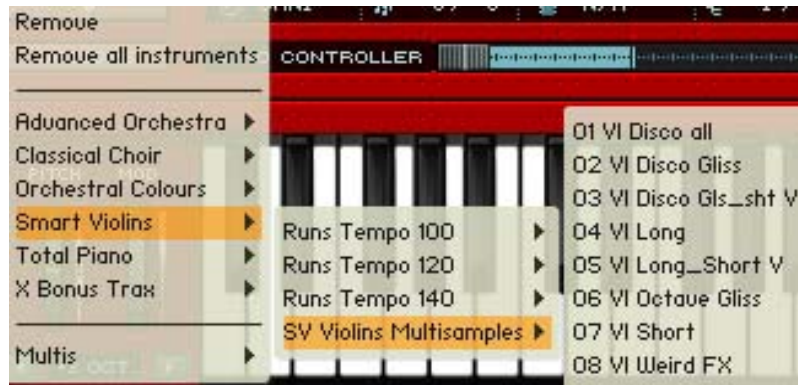 Remove
Remove all instruments
CONTROLLER
Advanced Orchestra
Classical Choir
Orchestral Colours
Smart Violins
Total Piano
X Bonus Trax
Multis
Runs Tempo 100
Runs Tempo 120
Runs Tempo 140
SV Violins Multisamples
01 VI Disco all
02 VI Disco Gliss
03 VI Disco Gls_sht V
04 VI Long
05 VI Long_Short V
06 VI Octave Gliss
07 VI Short
08 VI Weird FX